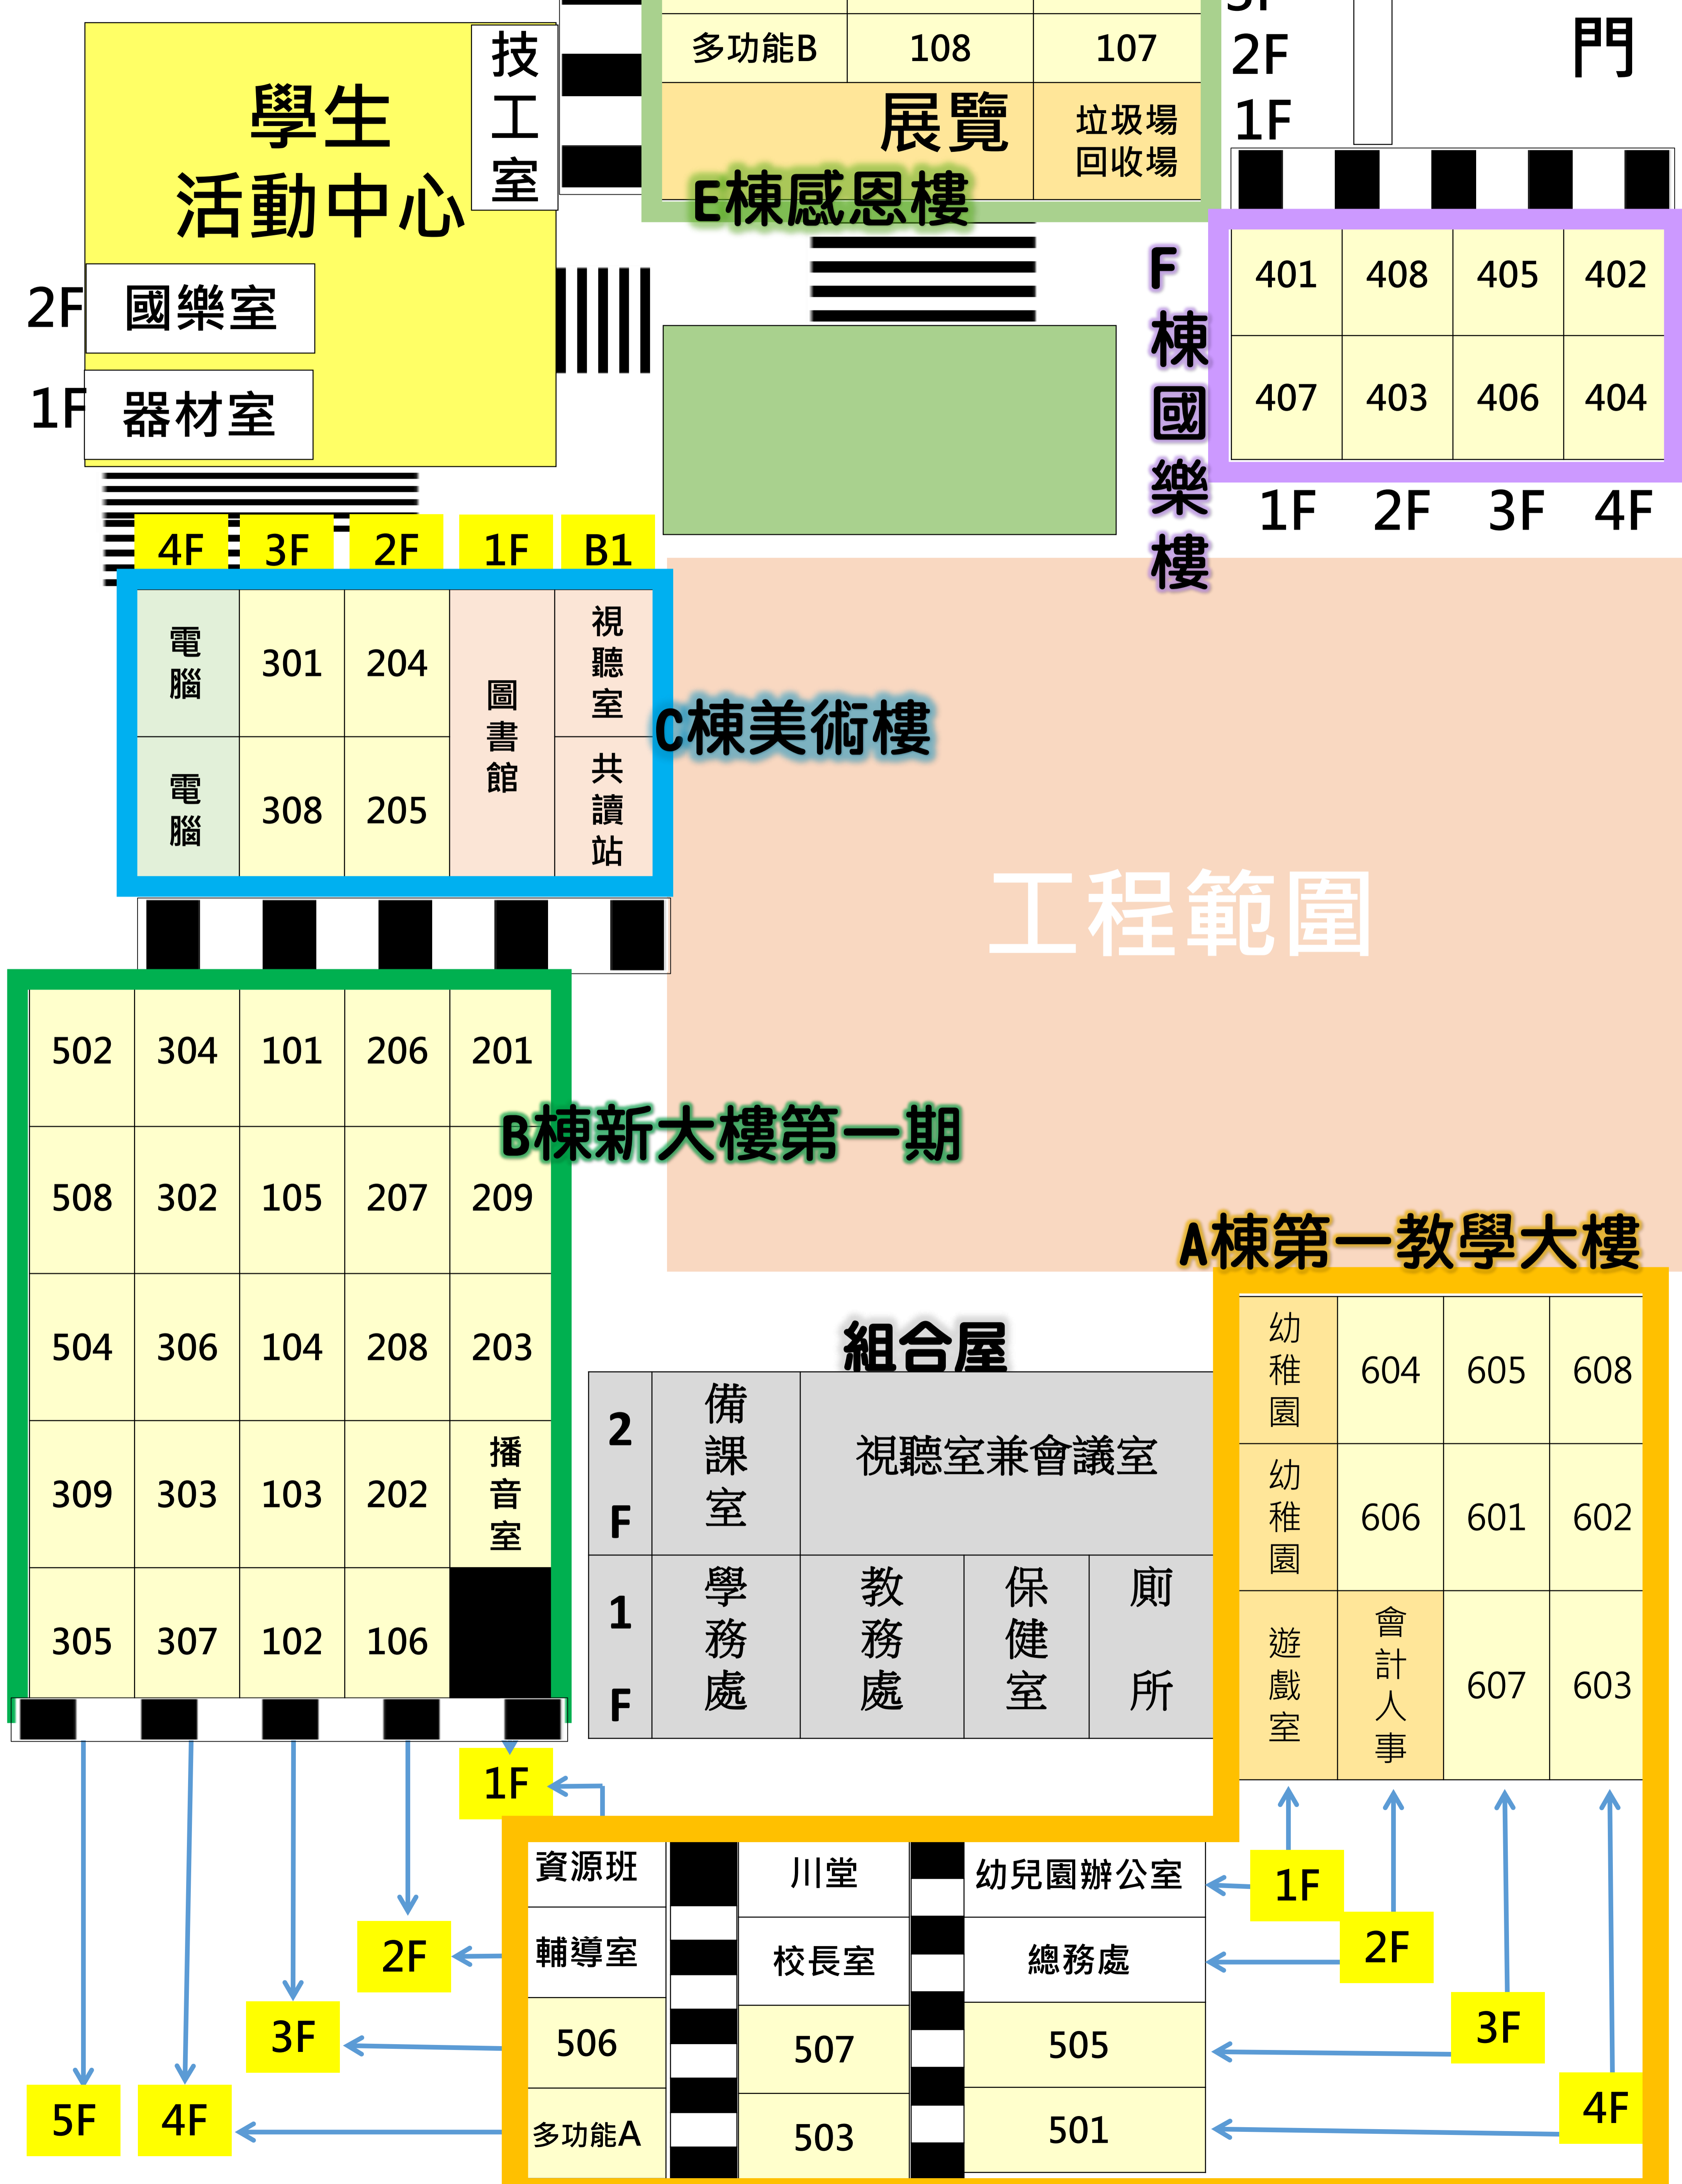 3F
2F
1F
門
多功能B 108 107
展覽
垃圾場
回收場
E棟感恩樓
學生
活動中心
技工室
2F 國樂室
1F 器材室
F棟國樂樓
401 408 405 402
407 403 406 404
1F 2F 3F 4F
4F 3F 2F 1F B1
電腦 301 204 圖書館 視聽室
電腦 308 205 共讀站
C棟美術樓
工程範圍
502 304 101 206 201
B棟新大樓第一期
508 302 105 207 209
504 306 104 208 203
309 303 103 202 播音室
305 307 102 106
A棟第一教學大樓
組合屋
2F 備課室 視聽室兼會議室
1F 學務處 教務處 保健室 廁所
幼稚園 604 605 608
幼稚園 606 601 602
遊戲室 會計人事 607 603
1F
資源班 川堂 幼兒園辦公室 1F
2F 輔導室 校長室 總務處 2F
3F 506 507 505 3F
5F 4F 多功能A 503 501 4F